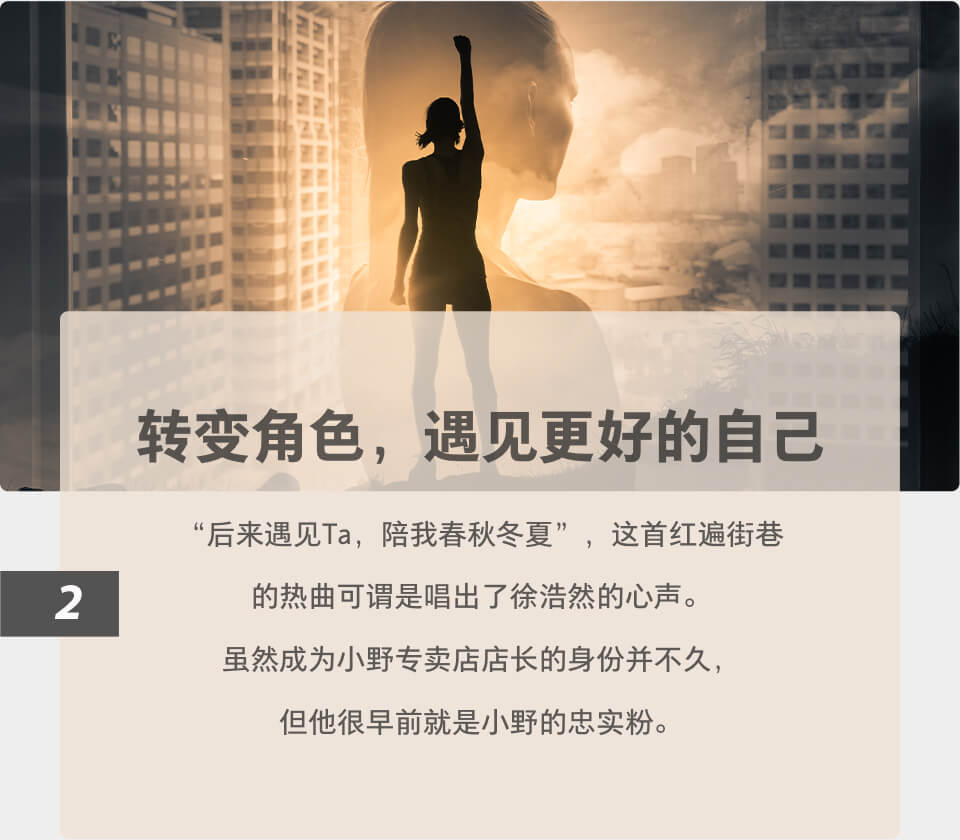 转变角色，遇见更好的自己
“后来遇见Ta，陪我春秋冬夏”，这首红遍街巷
的热曲可谓是唱出了徐浩然的心声。
2
虽然成为小野专卖店店长的身份并不久，
但他很早前就是小野的忠实粉。